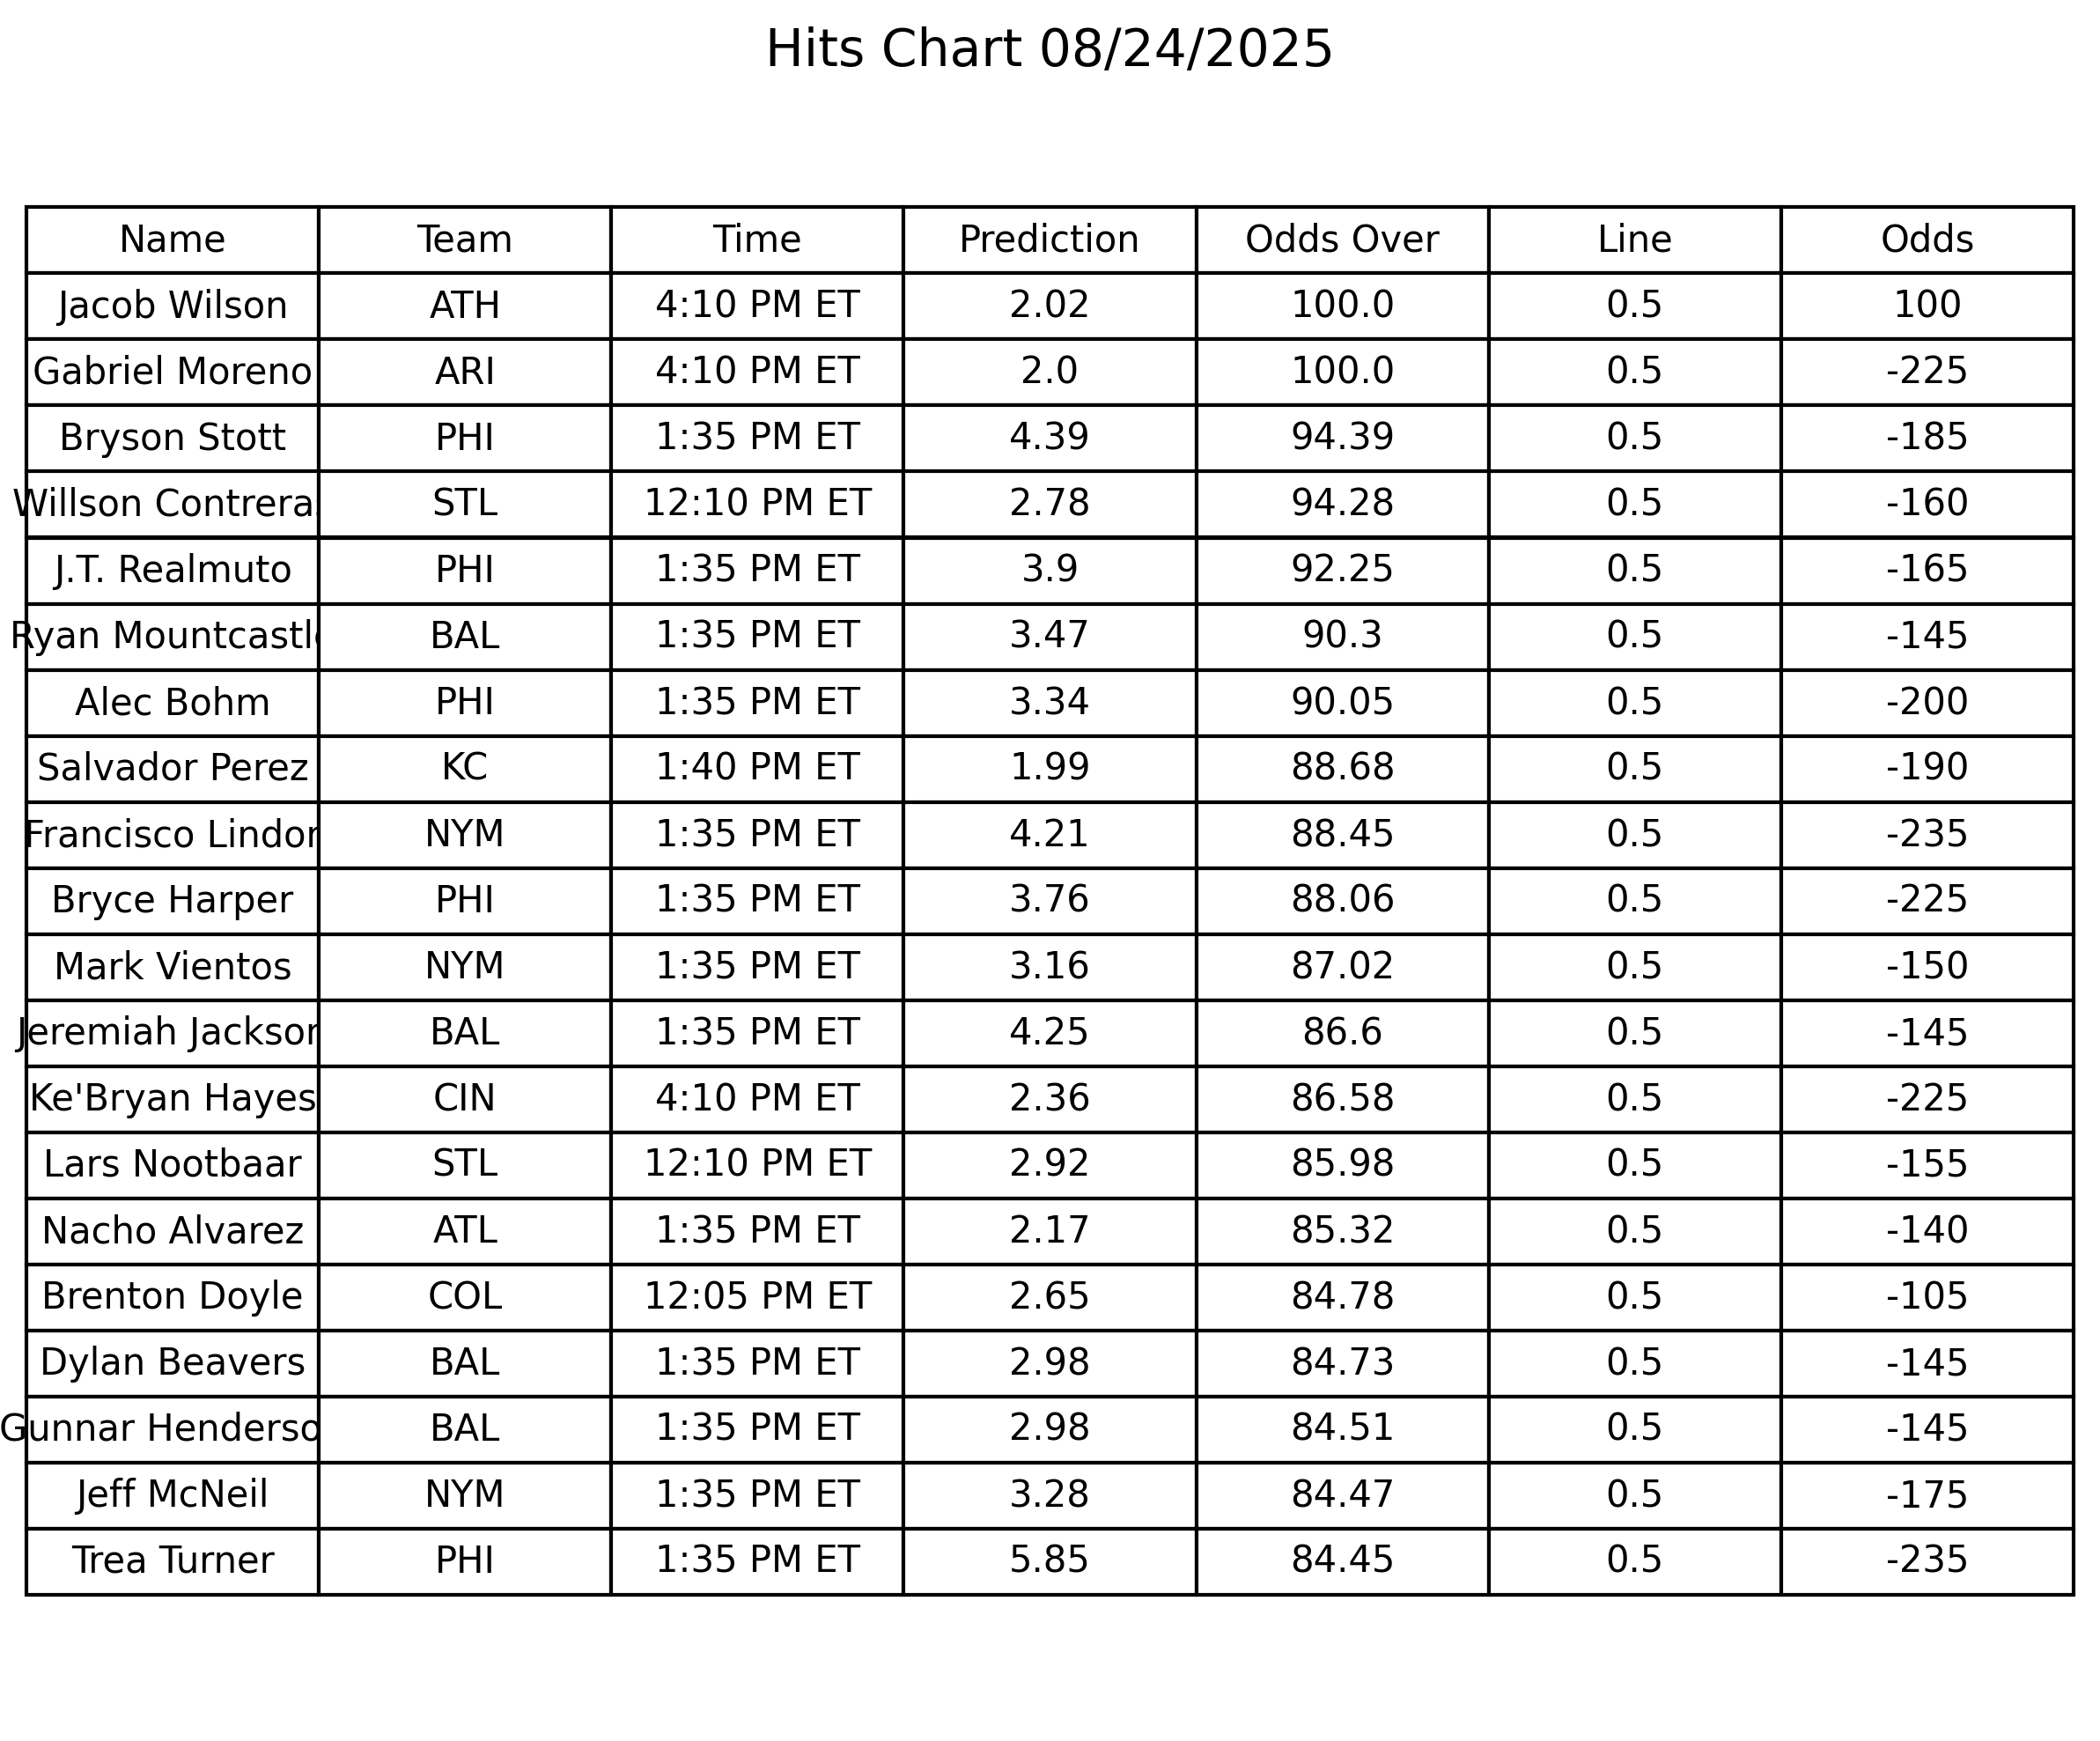 Hits Chart 08/24/2025
Name Team Time Prediction Odds Over Line Odds
Jacob Wilson ATH 4:10 PM ET 2.02 100.0 0.5 100
Gabriel Moreno ARI 4:10 PM ET 2.0 100.0 0.5 -225
Bryson Stott PHI 1:35 PM ET 4.39 94.39 0.5 -185
Willson Contrera STL 12:10 PM ET 2.78 94.28 0.5 -160
J.T. Realmuto PHI 1:35 PM ET 3.9 92.25 0.5 -165
Ryan Mountcastle BAL 1:35 PM ET 3.47 90.3 0.5 -145
Alec Bohm PHI 1:35 PM ET 3.34 90.05 0.5 -200
Salvador Perez KC 1:40 PM ET 1.99 88.68 0.5 -190
Francisco Lindor NYM 1:35 PM ET 4.21 88.45 0.5 -235
Bryce Harper PHI 1:35 PM ET 3.76 88.06 0.5 -225
Mark Vientos NYM 1:35 PM ET 3.16 87.02 0.5 -150
Jeremiah Jackson BAL 1:35 PM ET 4.25 86.6 0.5 -145
Ke'Bryan Hayes CIN 4:10 PM ET 2.36 86.58 0.5 -225
Lars Nootbaar STL 12:10 PM ET 2.92 85.98 0.5 -155
Nacho Alvarez ATL 1:35 PM ET 2.17 85.32 0.5 -140
Brenton Doyle COL 12:05 PM ET 2.65 84.78 0.5 -105
Dylan Beavers BAL 1:35 PM ET 2.98 84.73 0.5 -145
Gunnar Henderso BAL 1:35 PM ET 2.98 84.51 0.5 -145
Jeff McNeil NYM 1:35 PM ET 3.28 84.47 0.5 -175
Trea Turner PHI 1:35 PM ET 5.85 84.45 0.5 -235